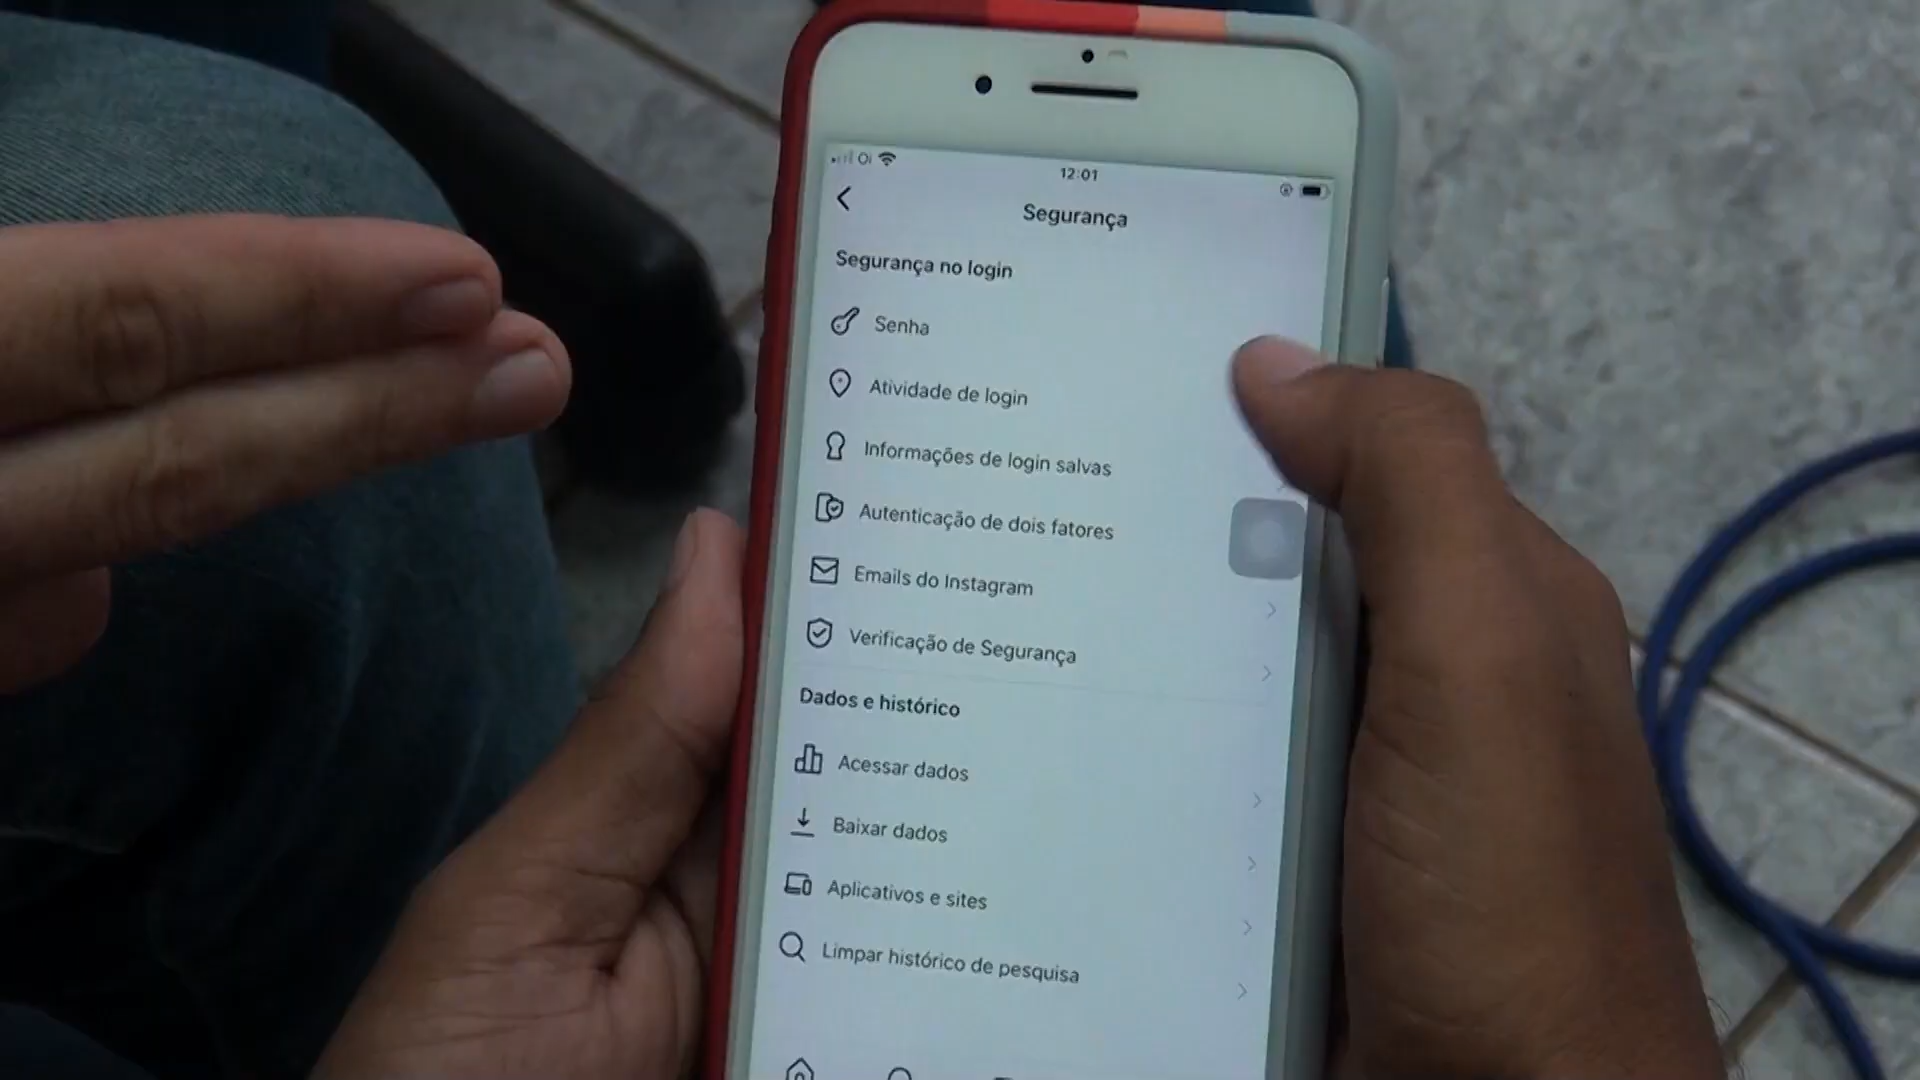 Oi
12:01
Segurança
Segurança no login
Senha
Atividade de login
Informações de login salvas
Autenticação de dois fatores
Emails do Instagram
Verificação de Segurança
Dados e histórico
Acessar dados
Baixar dados
Aplicativos e sites
Limpar histórico de pesquisa